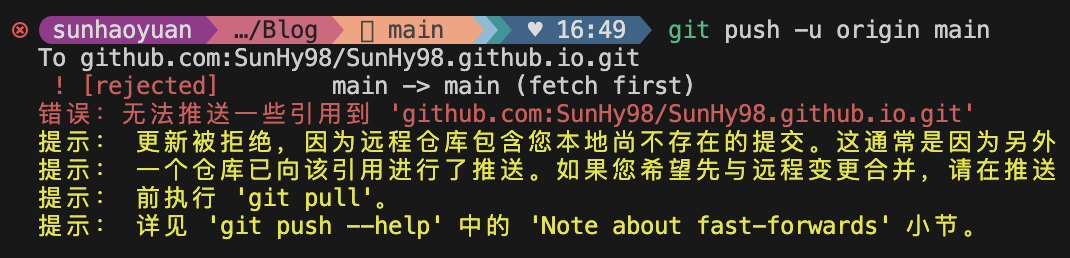 sunhaoyuan …/Blog main ♥ 16:49 git push -u origin main
To github.com:SunHy98/SunHy98.github.io.git
! [rejected] main -> main (fetch first)
错误：无法推送一些引用到 'github.com:SunHy98/SunHy98.github.io.git'
提示： 更新被拒绝，因为远程仓库包含您本地尚不存在的提交。这通常是因为另外
提示： 一个仓库已向该引用进行了推送。如果您希望先与远程变更合并，请在推送
提示： 前执行 'git pull'。
提示： 详见 'git push --help' 中的 'Note about fast-forwards' 小节。